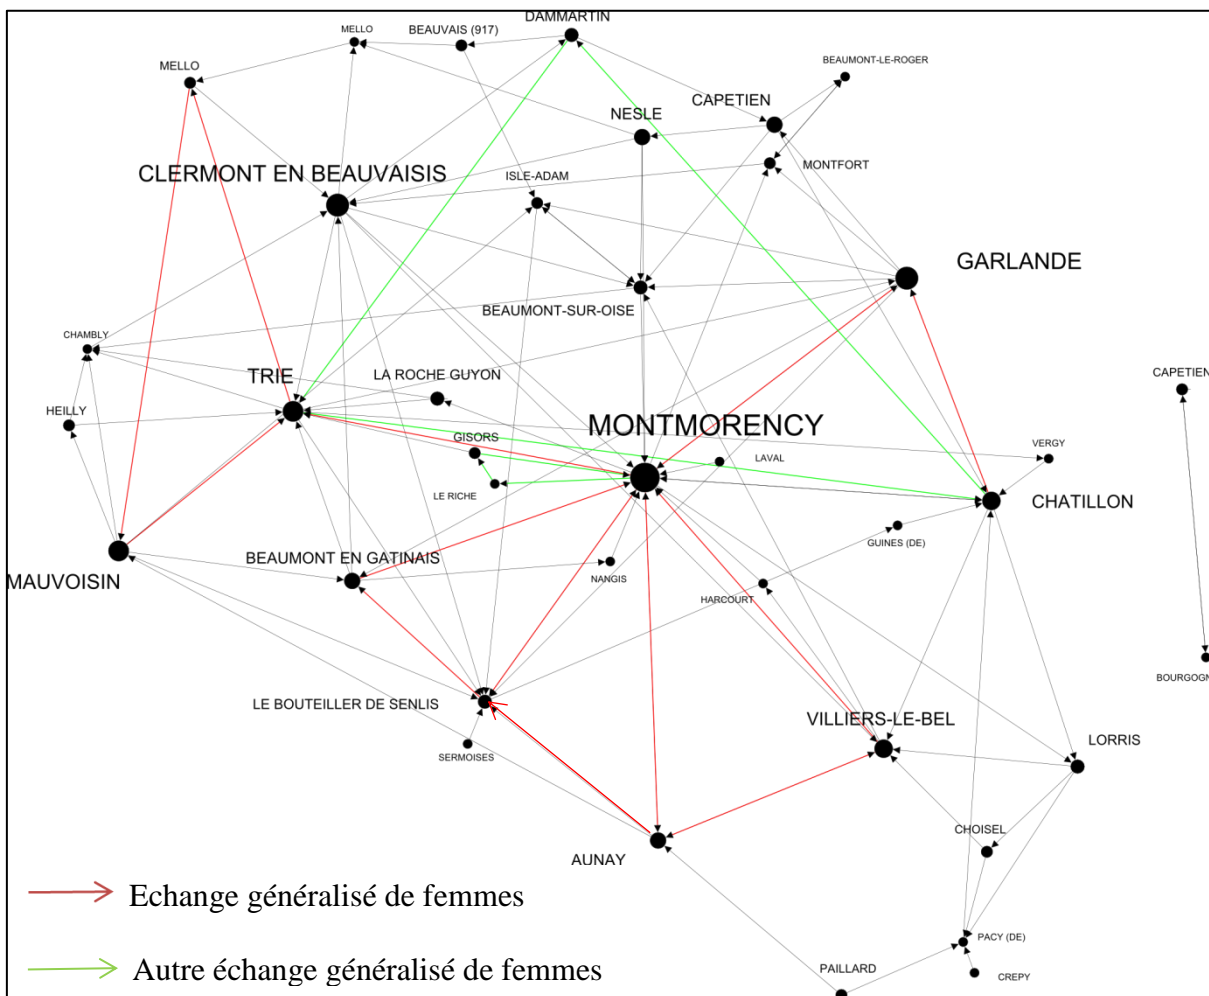 DAMMARTIN
MELLO
BEAUVAIS (917)
MELLO
BEAUMONT-LE-ROGER
NESLE
CAPETIEN
MONTFORT
CLERMONT EN BEAUVAISIS
ISLE-ADAM
GARLANDE
BEAUMONT-SUR-OISE
CHAMBLY
TRIE
LA ROCHE GUYON
CAPETIEN
HEILLY
GISORS
MONTMORENCY
VERGY
LAVAL
LE RICHE
CHATILLON
GUINES (DE)
MAUVOISIN
BEAUMONT EN GATINAIS
NANGIS
HARCOURT
BOURGOGN
LE BOUTEILLER DE SENLIS
VILLIERS-LE-BEL
LORRIS
SERMOISES
CHOISEL
AUNAY
Echange généralisé de femmes
PACY (DE)
Autre échange généralisé de femmes
PAILLARD
CREPY